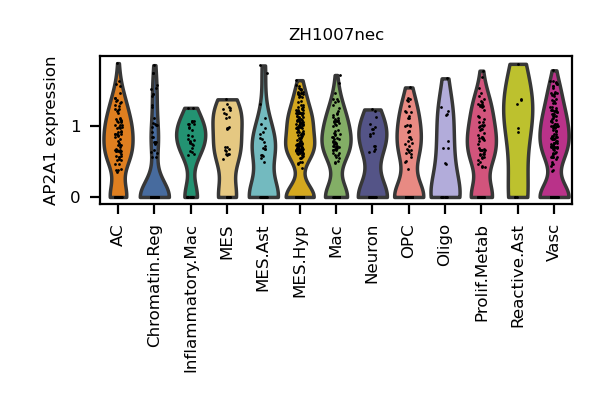 ZH1007nec
AP2A1 expression
1
0
AC
Chromatin.Reg
Inflammatory.Mac
MES
MES.Ast
MES.Hyp
Mac
Neuron
OPC
Oligo
Prolif.Metab
Reactive.Ast
Vasc